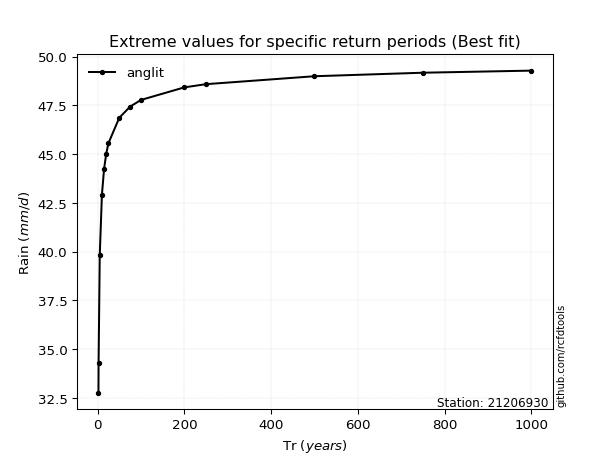 Extreme values for specific return periods (Best fit)
anglit
50.0
47.5
45.0
42.5
40.0
37.5
35.0
32.5
Rain (mm/d)
0 200 400 600 800 1000
Tr (years)
Station: 21206930
github.com/rcfdtools